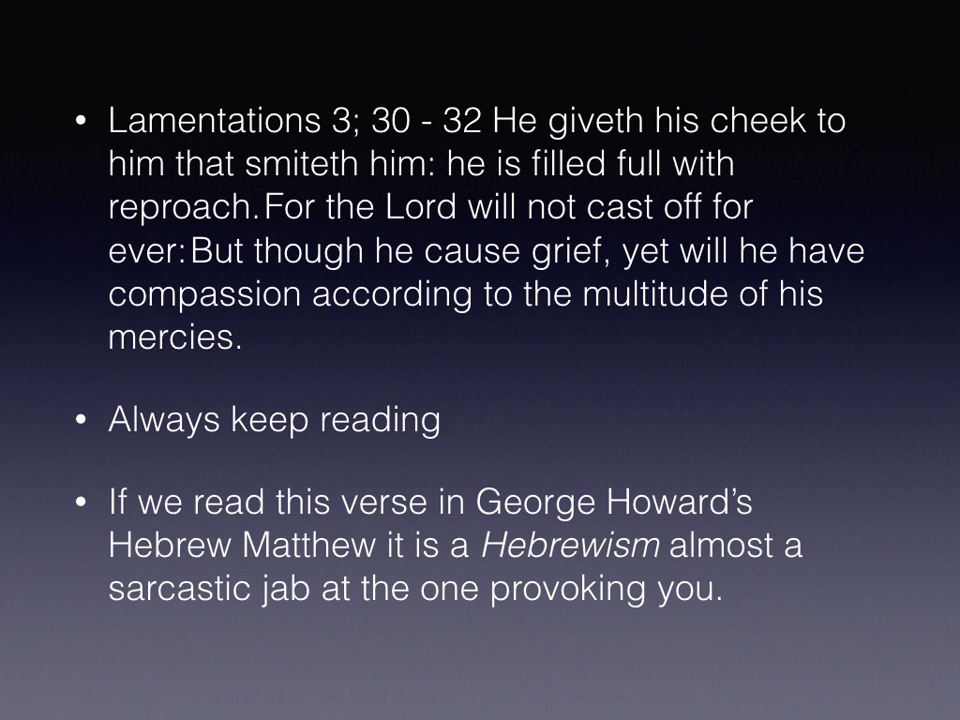 • Lamentations 3; 30 - 32 He giveth his cheek to
him that smiteth him: he is filled full with
reproach. For the Lord will not cast off for
ever: But though he cause grief, yet will he have
compassion according to the multitude of his
mercies.
• Always keep reading
• If we read this verse in George Howard’s
Hebrew Matthew it is a Hebrewism almost a
sarcastic jab at the one provoking you.